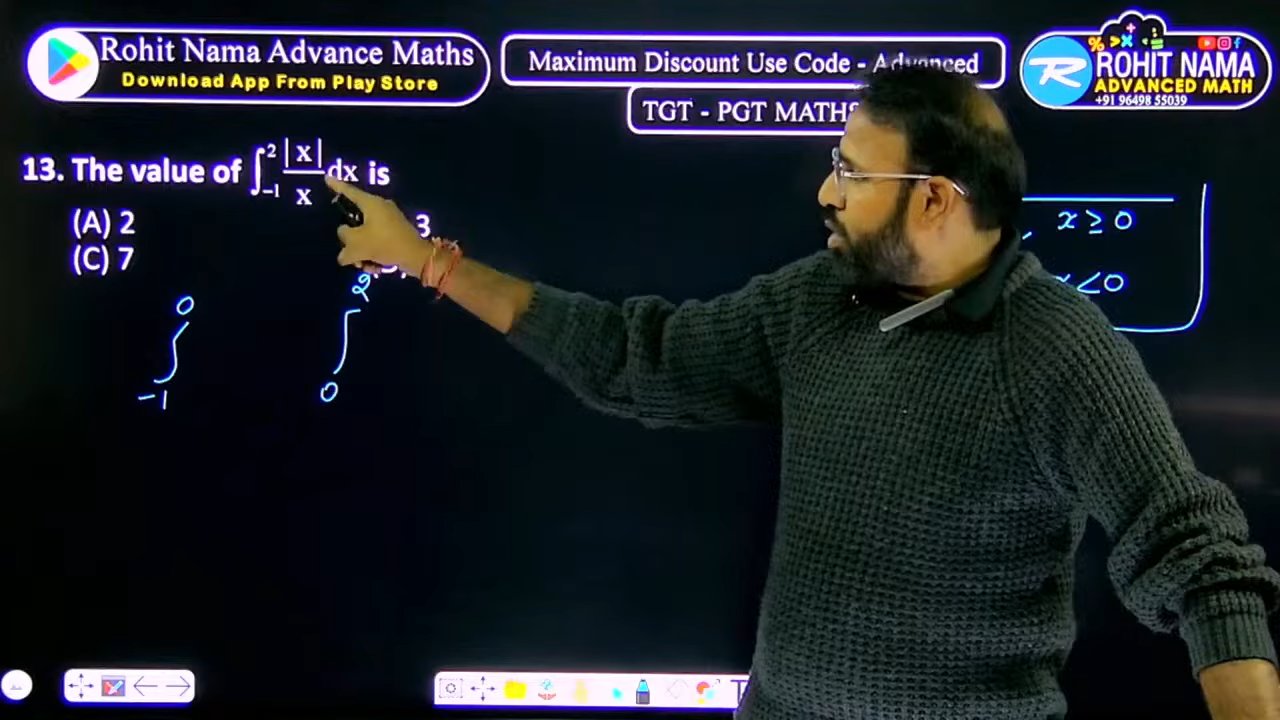 Rohit Nama Advance Maths
Download App From Play Store
Maximum Discount Use Code - Advanced
TGT - PGT MATHS
% >× ÷=
ROHIT NAMA
ADVANCED MATH
+91 96498 55039
13. The value of ∫₋₁² |x|/x dx is
(A) 2
3
(C) 7
x ≥ 0
x < 0
0
∫
-1
2
∫
0